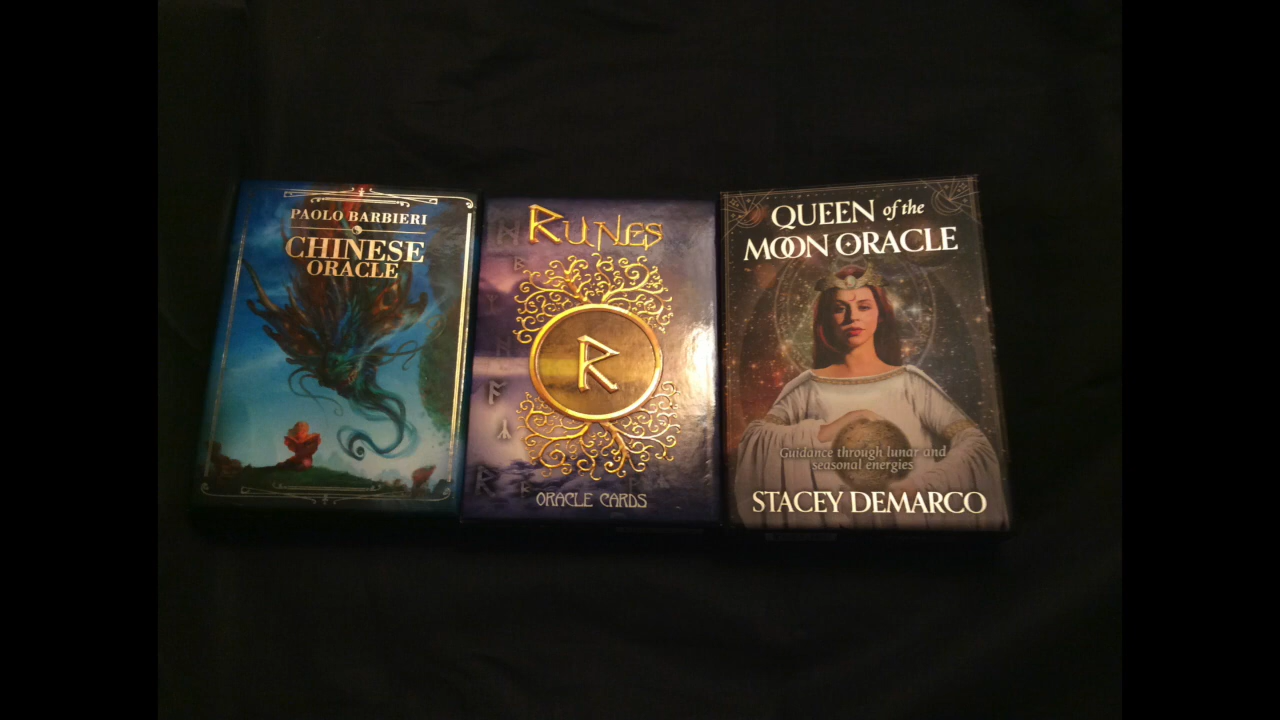 PAOLO BARBIERI
CHINESE
ORACLE
RUNES
R
ORACLE CARDS
QUEEN of the
MOON ORACLE
Guidance through lunar and
seasonal energies
STACEY DEMARCO